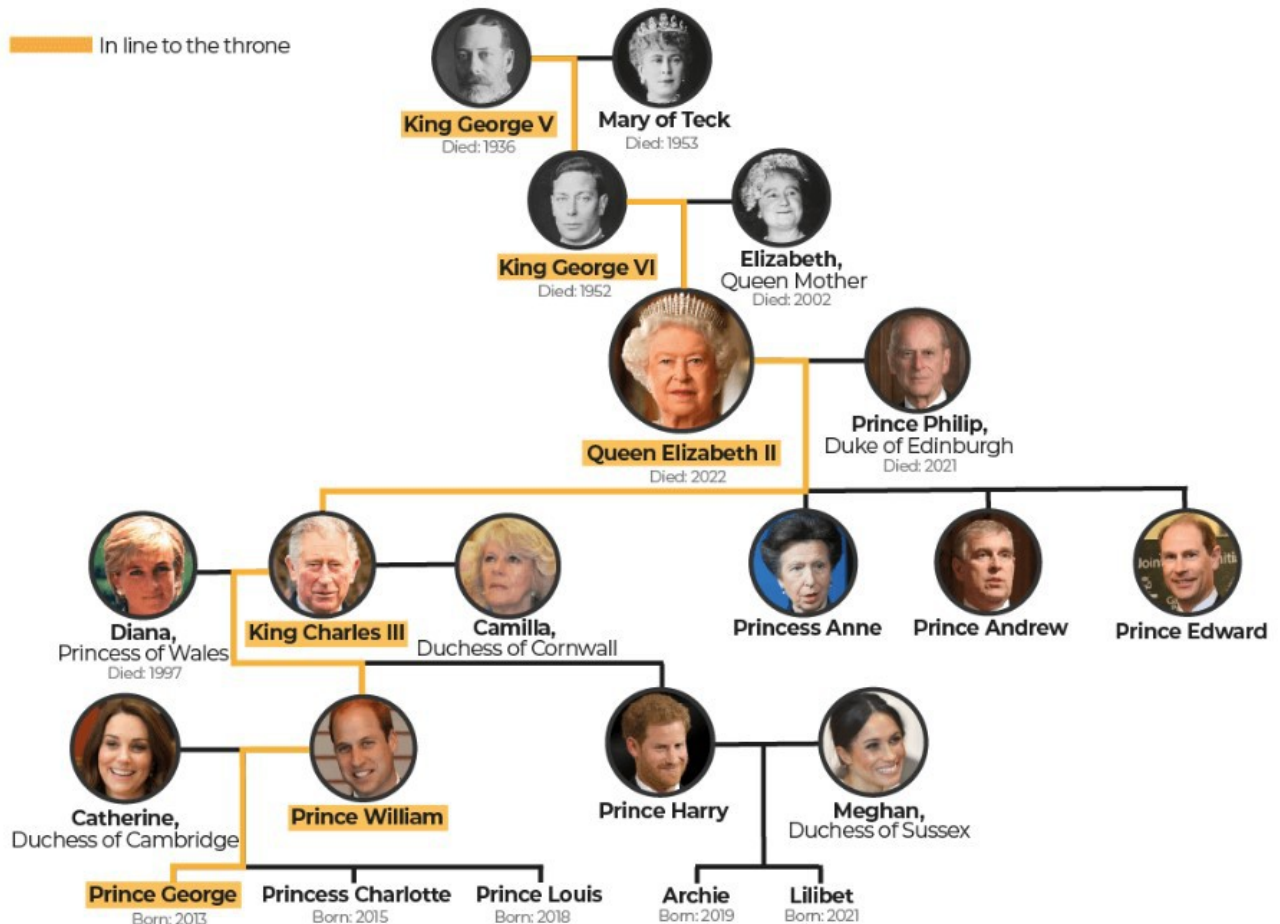 In line to the throne
King George V
Died: 1936
Mary of Teck
Died: 1953
King George VI
Died: 1952
Elizabeth,
Queen Mother
Died: 2002
Queen Elizabeth II
Died: 2022
Prince Philip,
Duke of Edinburgh
Died: 2021
Diana,
Princess of Wales
Died: 1997
King Charles III
Camilla,
Duchess of Cornwall
Princess Anne
Prince Andrew
Join
Prince Edward
Catherine,
Duchess of Cambridge
Prince William
Prince Harry
Meghan,
Duchess of Sussex
Prince George
Born: 2013
Princess Charlotte
Born: 2015
Prince Louis
Born: 2018
Archie
Born: 2019
Lilibet
Born: 2021